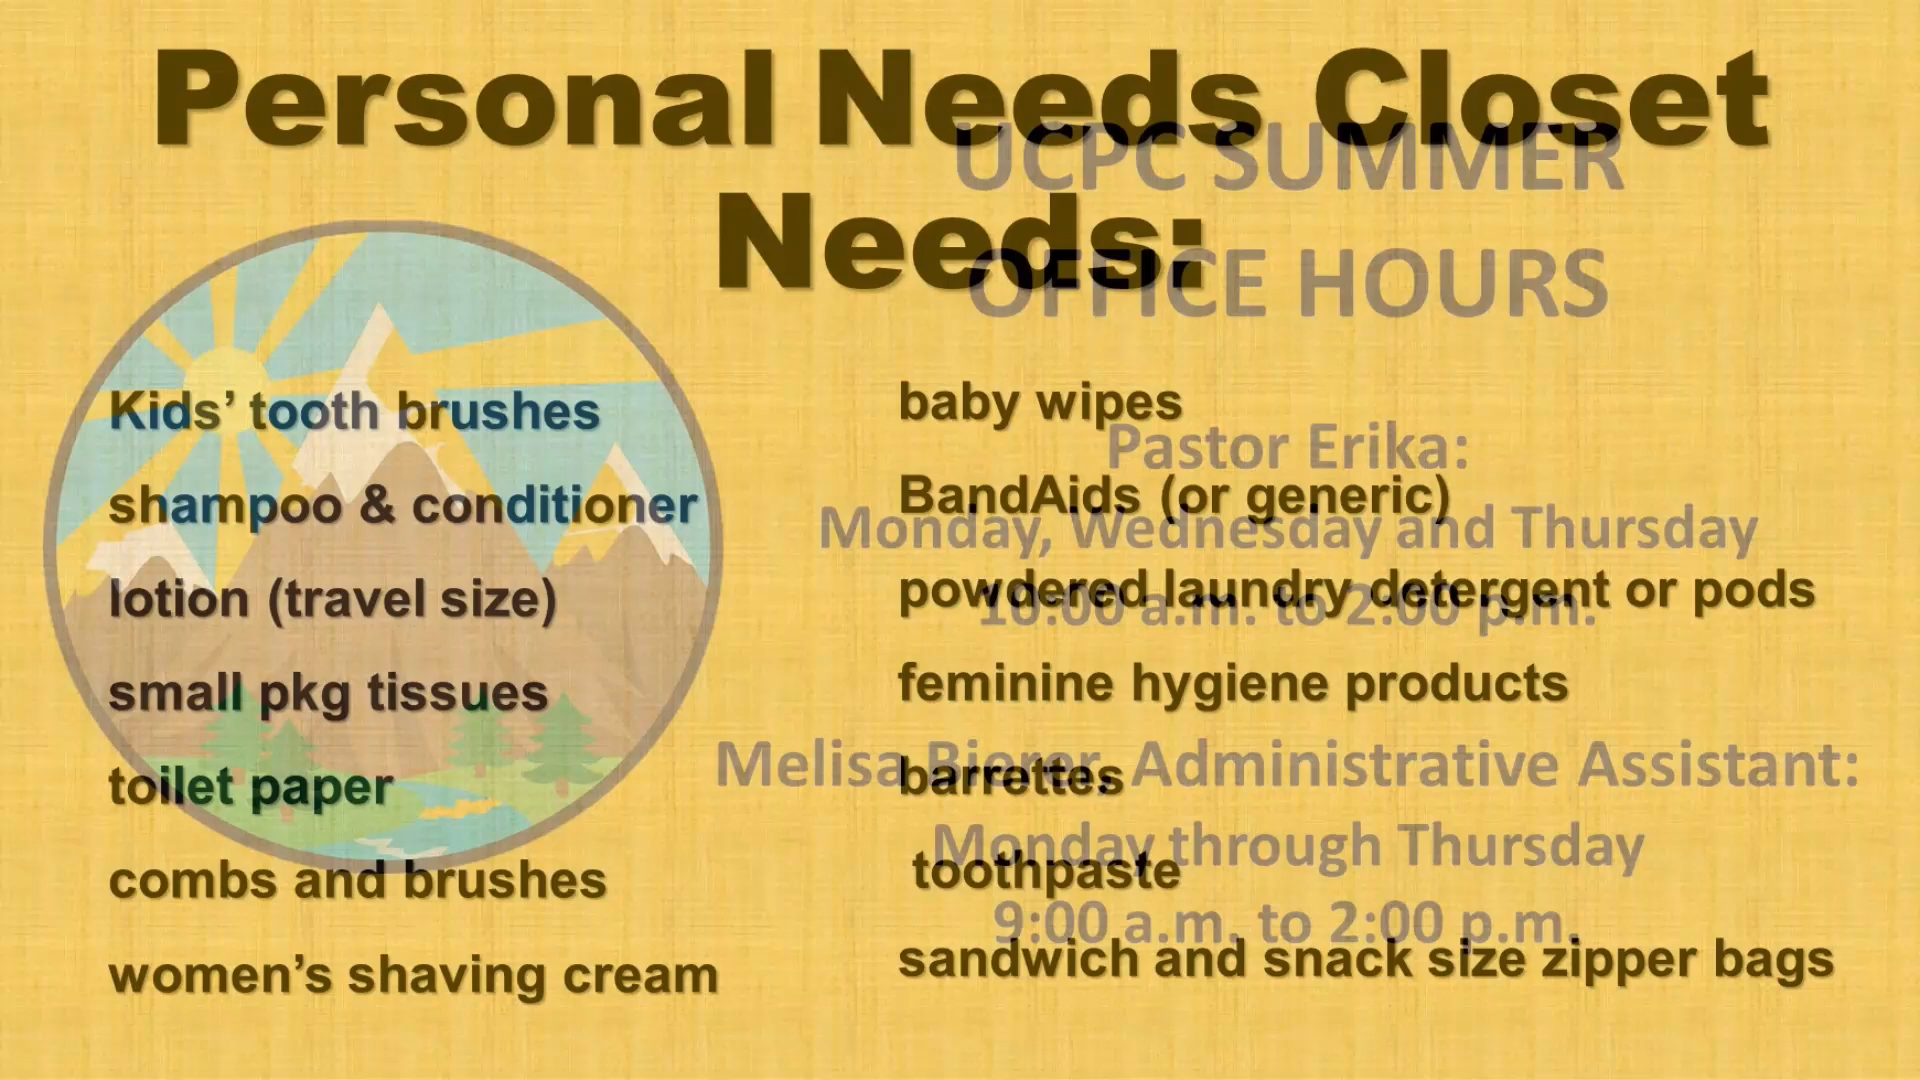 Personal Needs Closet
Needs:
Kids’ tooth brushes
shampoo & conditioner
lotion (travel size)
small pkg tissues
toilet paper
combs and brushes
women’s shaving cream
baby wipes
BandAids (or generic)
powdered laundry detergent or pods
feminine hygiene products
barrettes
toothpaste
sandwich and snack size zipper bags
UCPC SUMMER
OFFICE HOURS
Pastor Erika:
Monday, Wednesday and Thursday
10:00 a.m. to 2:00 p.m.
Melisa Administrative Assistant:
Monday through Thursday
9:00 a.m. to 2:00 p.m.